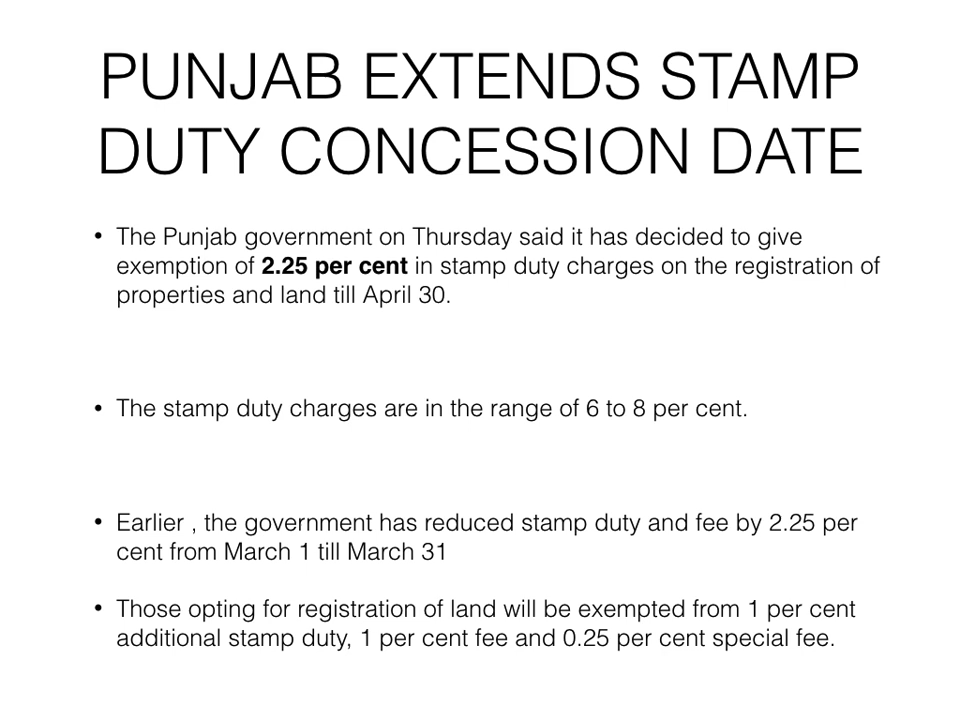 PUNJAB EXTENDS STAMP
DUTY CONCESSION DATE
• The Punjab government on Thursday said it has decided to give
exemption of 2.25 per cent in stamp duty charges on the registration of
properties and land till April 30.
• The stamp duty charges are in the range of 6 to 8 per cent.
• Earlier , the government has reduced stamp duty and fee by 2.25 per
cent from March 1 till March 31
• Those opting for registration of land will be exempted from 1 per cent
additional stamp duty, 1 per cent fee and 0.25 per cent special fee.